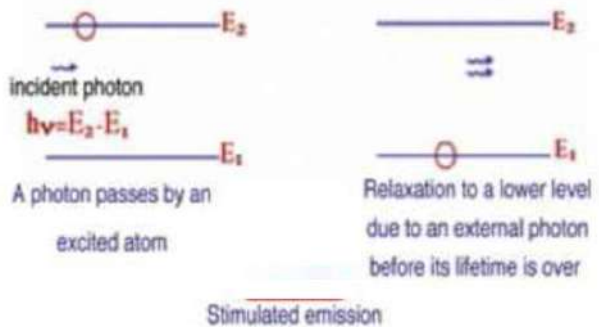 E₂
incident photon
hν=E₂-E₁
E₁
A photon passes by an
excited atom
E₂
E₁
Relaxation to a lower level
due to an external photon
before its lifetime is over
Stimulated emission